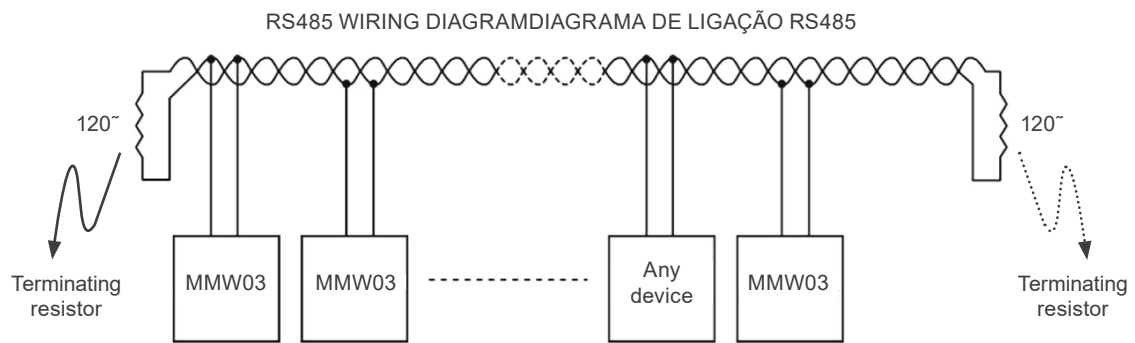 RS485 WIRING DIAGRAMDIAGRAMA DE LIGAÇÃO RS485
120˜
120˜
Terminating
resistor
MMW03
MMW03
Any
device
MMW03
Terminating
resistor